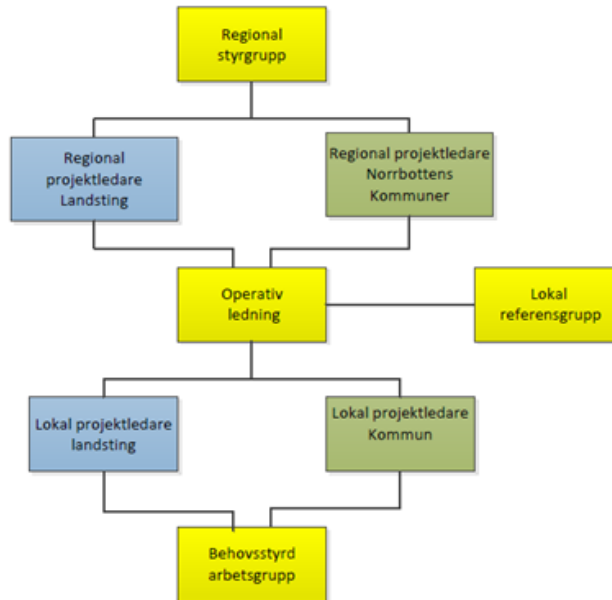 Regional
styrgrupp
Regional
projektledare
Landsting
Regional projektledare
Norrbottens
Kommuner
Operativ
ledning
Lokal
referensgrupp
Lokal projektledare
landsting
Lokal projektledare
Kommun
Behovsstyrd
arbetsgrupp